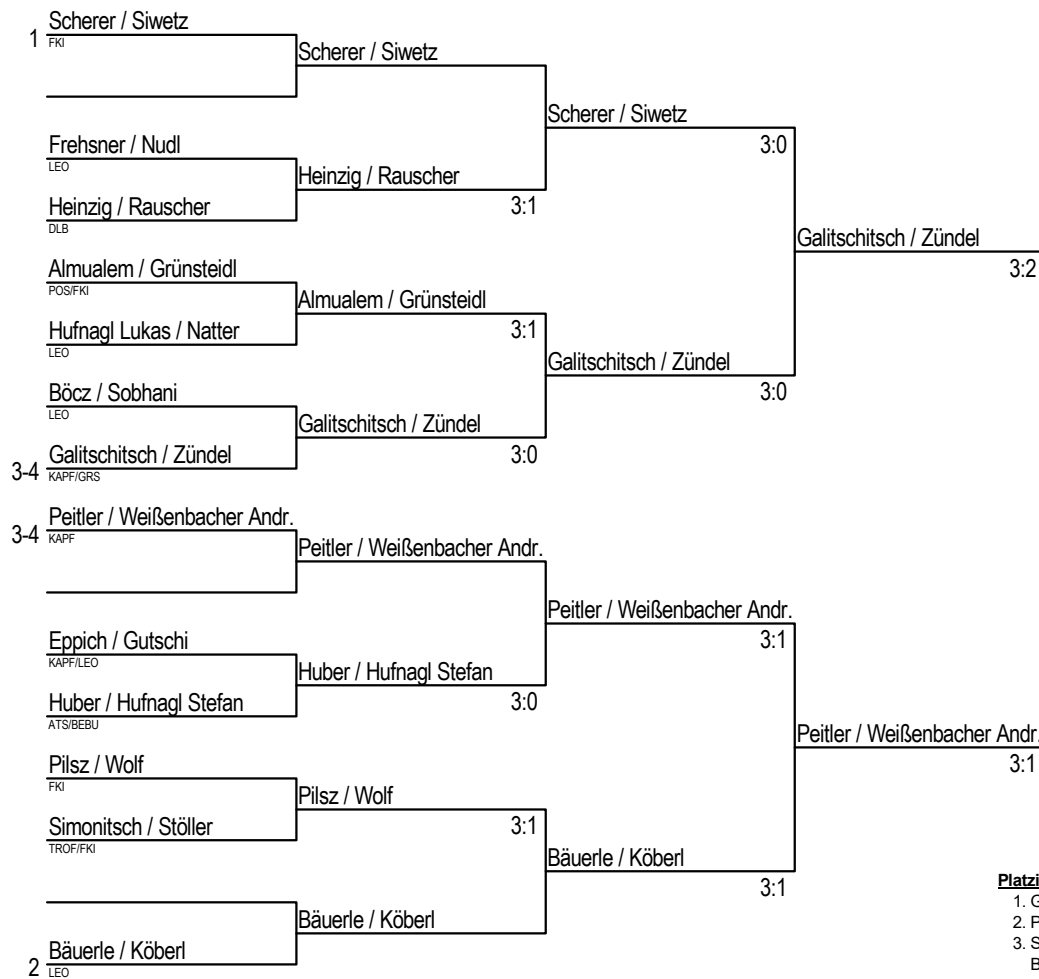 Scherer / Siwetz
1
FKI
Scherer / Siwetz
Scherer / Siwetz
3:0
Frehsner / Nudl
LEO
Heinzig / Rauscher
3:1
Heinzig / Rauscher
DLB
Galitschitsch / Zündel
3:2
Almualem / Grünsteidl
POS/FKI
Almualem / Grünsteidl
3:1
Hufnagl Lukas / Natter
LEO
Galitschitsch / Zündel
3:0
Böcz / Sobhani
LEO
Galitschitsch / Zündel
3:0
Galitschitsch / Zündel
3-4
KAPF/GRS
Peitler / Weißenbacher Andr.
3-4
KAPF
Peitler / Weißenbacher Andr.
Peitler / Weißenbacher Andr.
3:1
Eppich / Gutschi
KAPF/LEO
Huber / Hufnagl Stefan
3:0
Huber / Hufnagl Stefan
ATS/BEBU
Peitler / Weißenbacher Andr.
3:1
Pilsz / Wolf
FKI
Pilsz / Wolf
3:1
Simonitsch / Stöller
TROF/FKI
Bäuerle / Köberl
3:1
Bäuerle / Köberl
Bäuerle / Köberl
2
LEO
Platzi
1. G
2. P
3. S
B